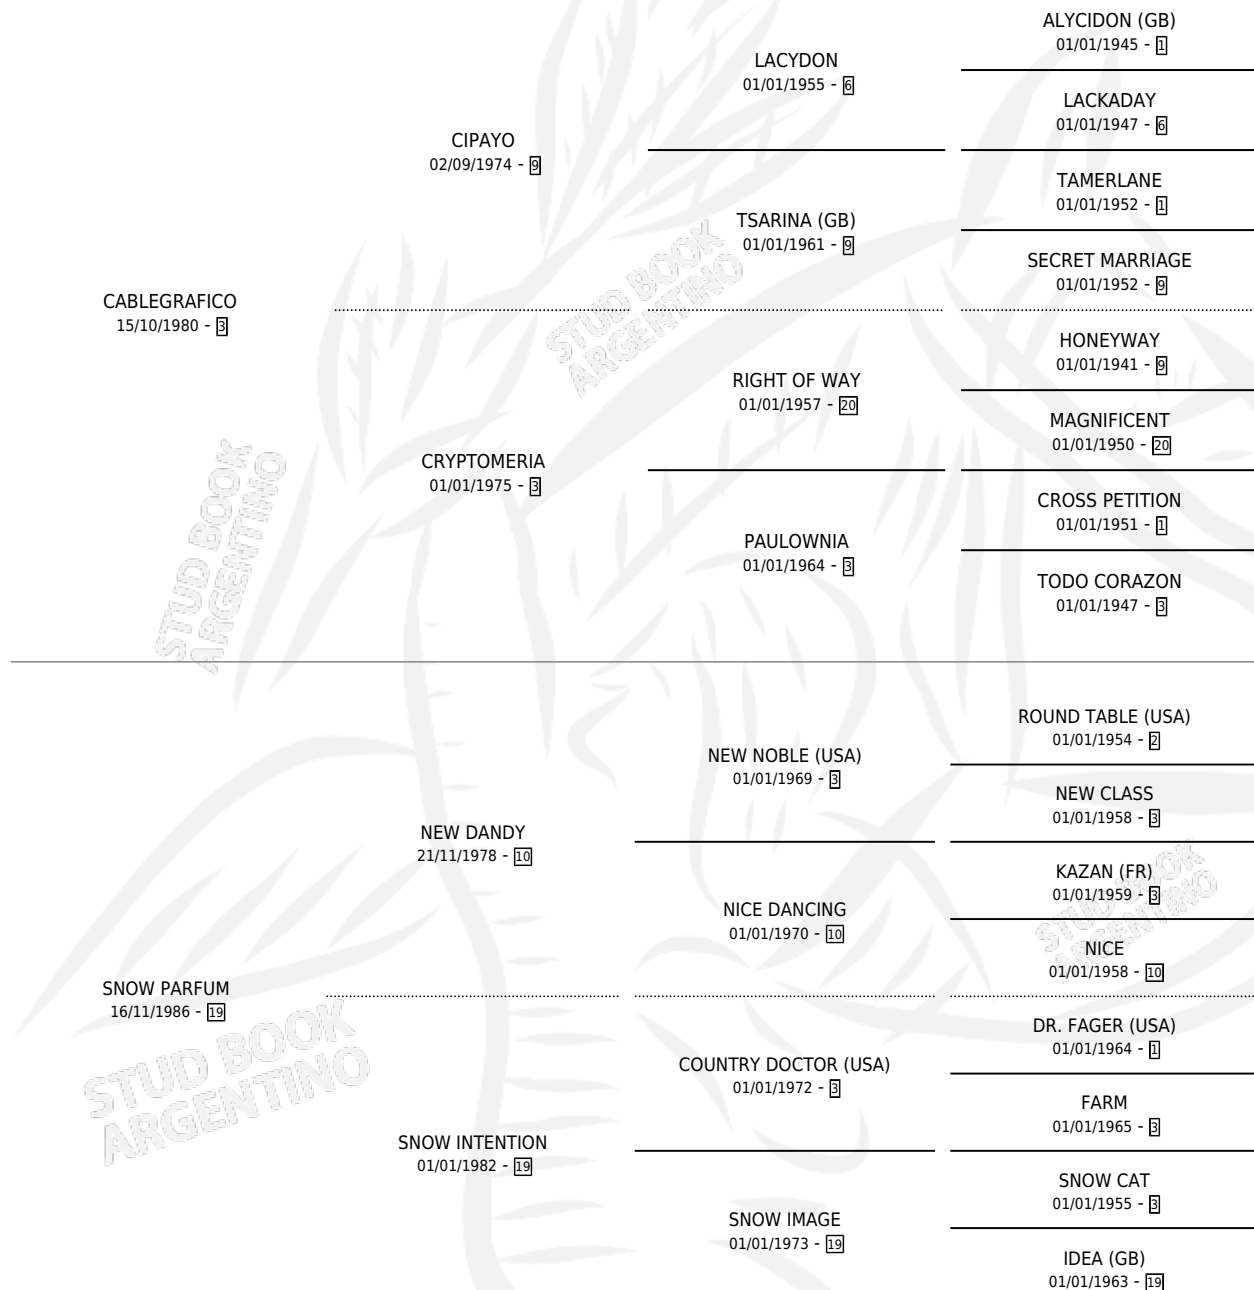 ALYCIDON (GB)
01/01/1945 - 1
LACYDON
01/01/1955 - 6
LACKADAY
01/01/1947 - 6
CIPAYO
02/09/1974 - 9
TAMERLANE
01/01/1952 - 1
TSARINA (GB)
01/01/1961 - 9
SECRET MARRIAGE
01/01/1952 - 9
CABLEGRAFICO
15/10/1980 - 3
HONEYWAY
01/01/1941 - 9
RIGHT OF WAY
01/01/1957 - 20
MAGNIFICENT
01/01/1950 - 20
CRYPTOMERIA
01/01/1975 - 3
CROSS PETITION
01/01/1951 - 1
PAULOWNIA
01/01/1964 - 3
TODO CORAZON
01/01/1947 - 3
STUD BOOK
ARGENTINO
STUD BOOK
ARGENTINO
ROUND TABLE (USA)
01/01/1954 - 2
NEW NOBLE (USA)
01/01/1969 - 3
NEW CLASS
01/01/1958 - 3
NEW DANDY
21/11/1978 - 10
KAZAN (FR)
01/01/1959 - 3
NICE DANCING
01/01/1970 - 10
NICE
01/01/1958 - 10
SNOW PARFUM
16/11/1986 - 19
DR. FAGER (USA)
01/01/1964 - 1
COUNTRY DOCTOR (USA)
01/01/1972 - 3
FARM
01/01/1965 - 3
SNOW INTENTION
01/01/1982 - 19
SNOW CAT
01/01/1955 - 3
SNOW IMAGE
01/01/1973 - 19
IDEA (GB)
01/01/1963 - 19
STUD BOOK
ARGENTINO
STUD BOOK
ARGENTINO